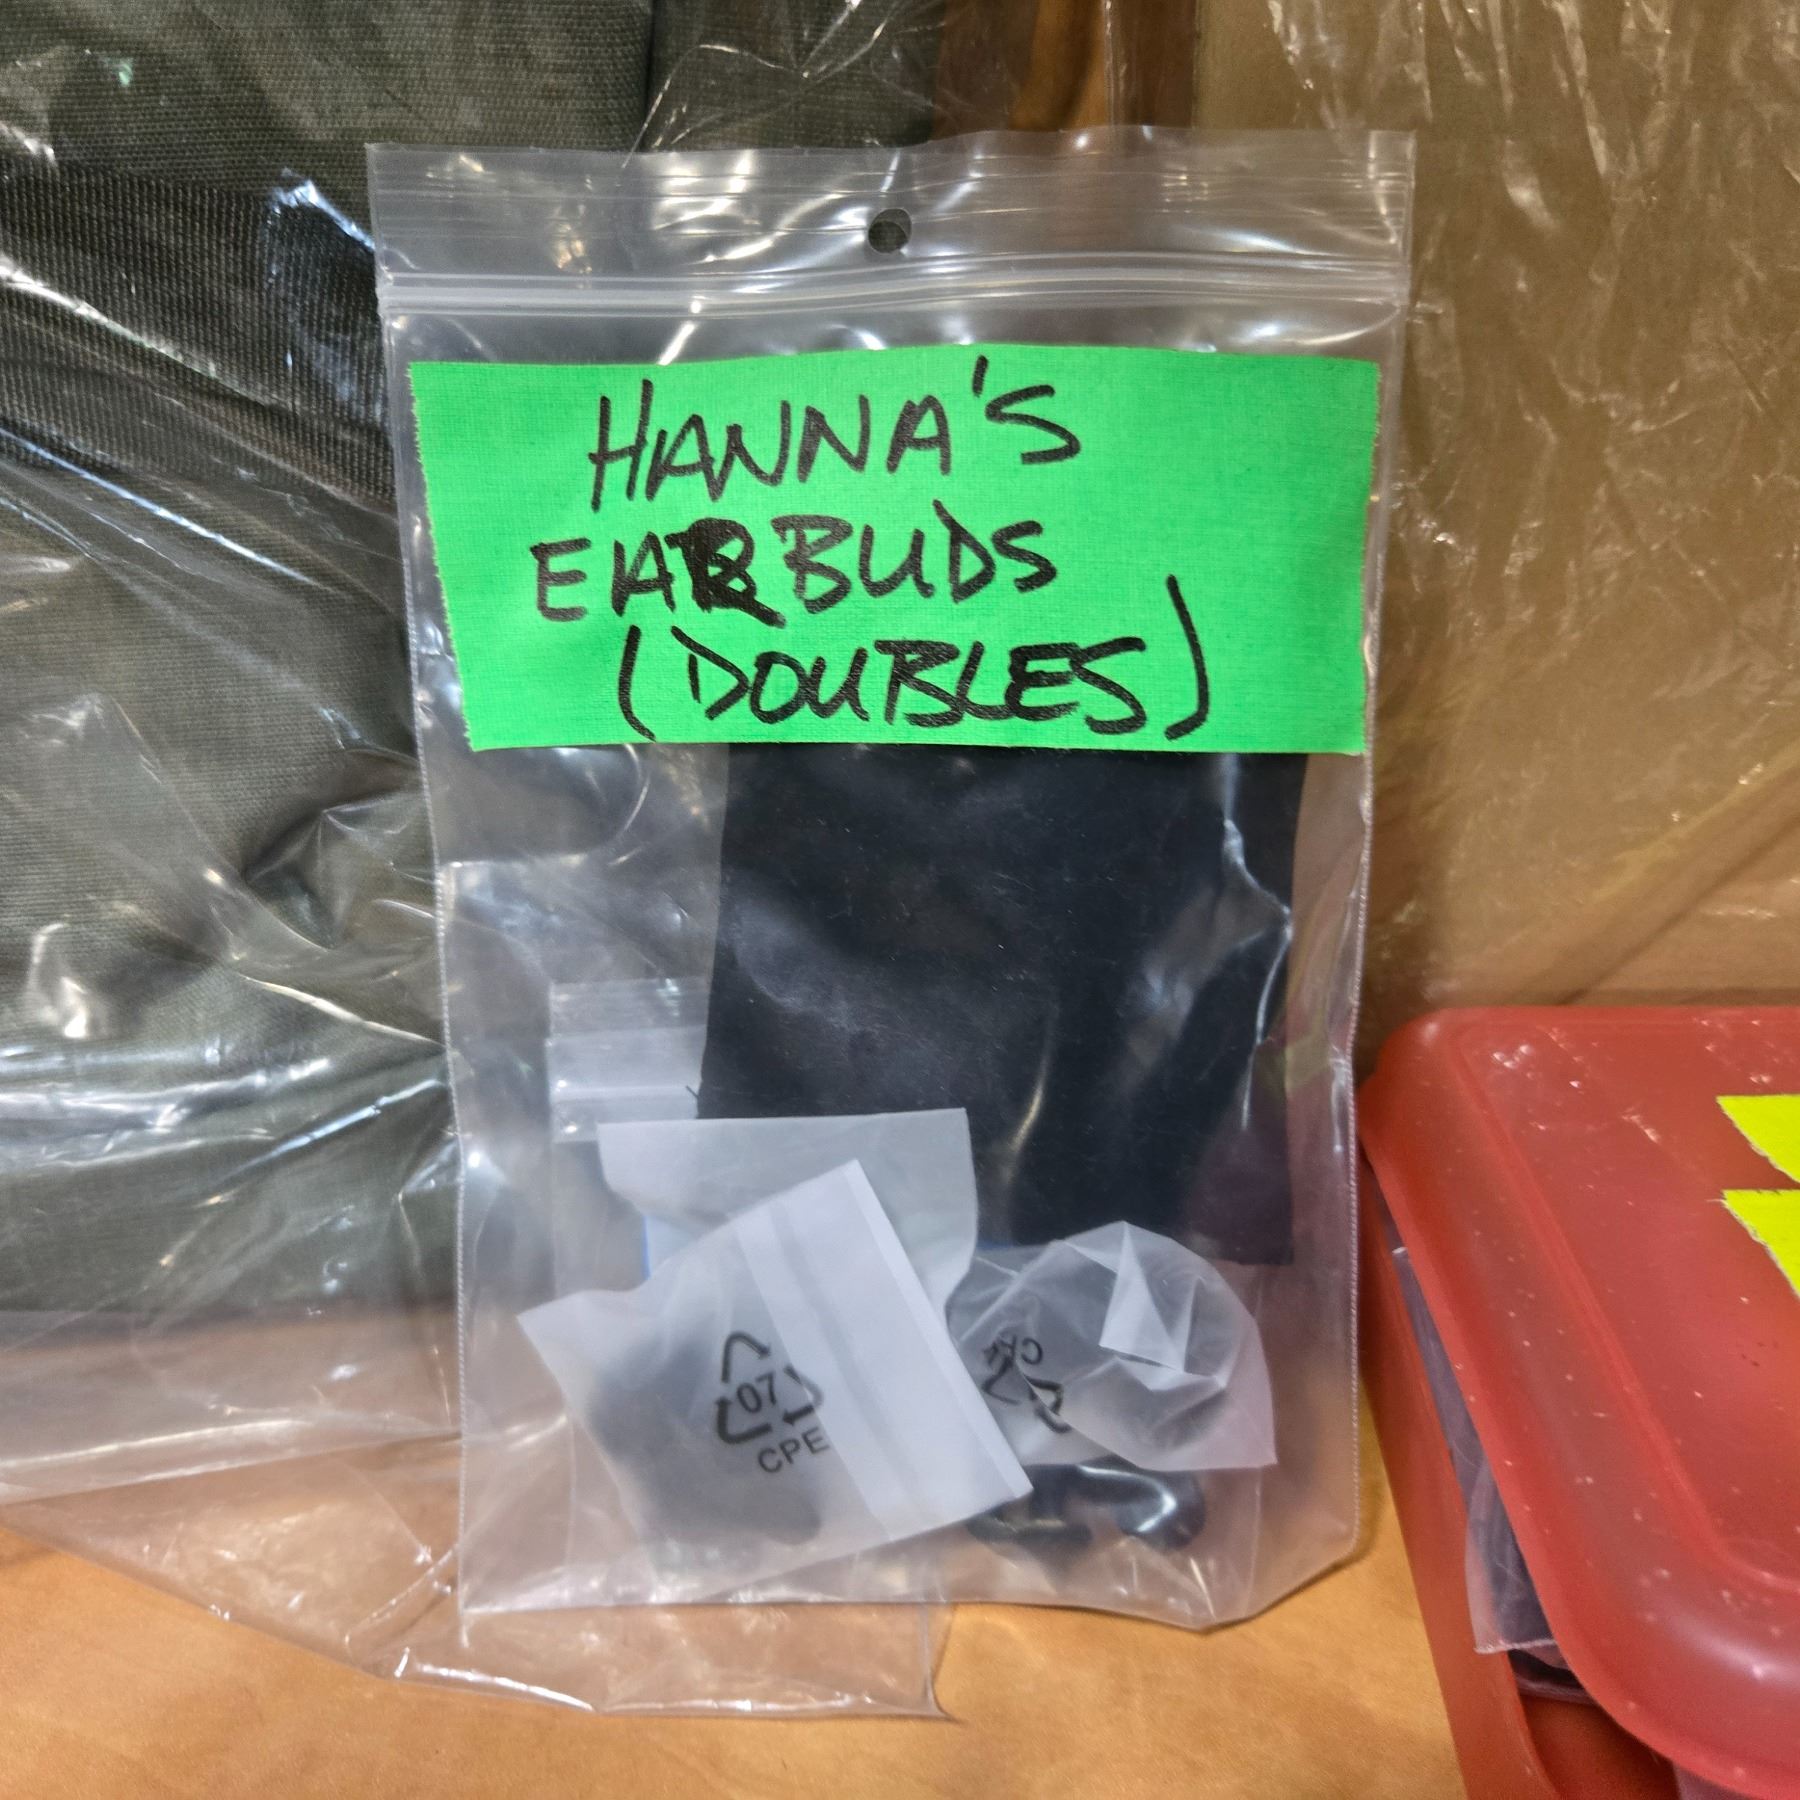 HANNA'S
EARBUDS
(DOUBLES)
07
CPE